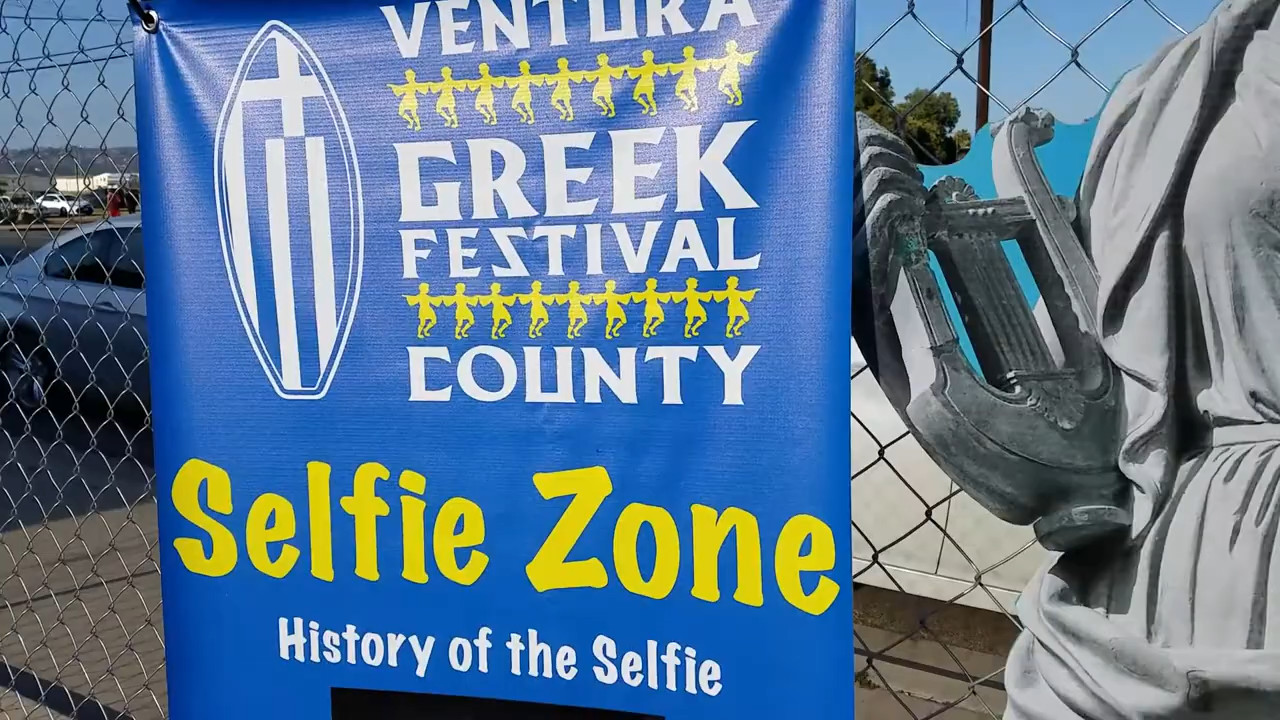 VENTURA
GREEK
FESTIVAL
COUNTY
Selfie Zone
History of the Selfie